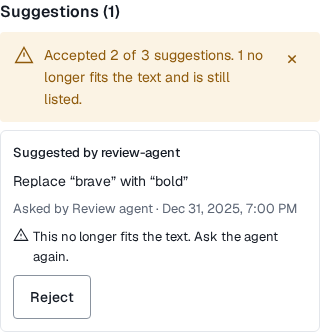 Suggestions (1)
Accepted 2 of 3 suggestions. 1 no
longer fits the text and is still
listed.
Suggested by review-agent
Replace “brave” with “bold”
Asked by Review agent · Dec 31, 2025, 7:00 PM
This no longer fits the text. Ask the agent
again.
Reject